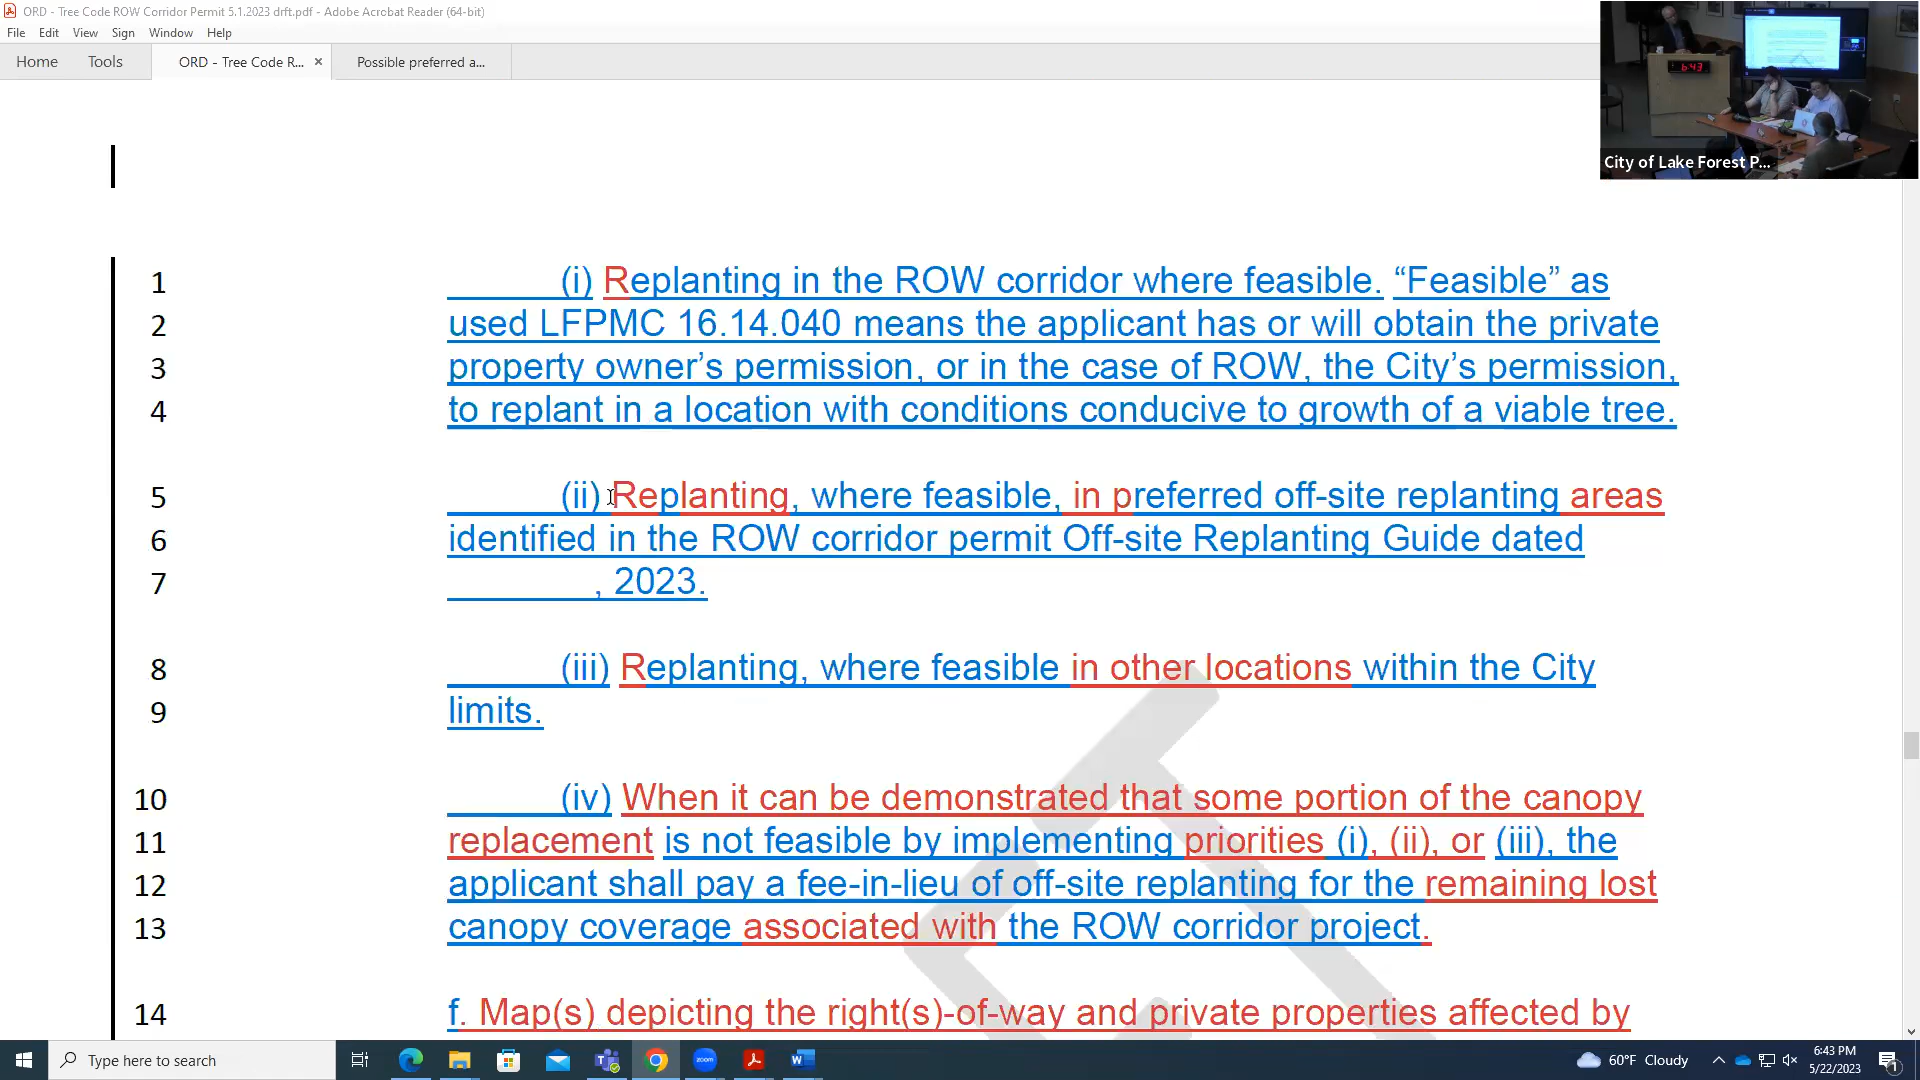 ORD - Tree Code ROW Corridor Permit 5.1.2023 drft.pdf - Adobe Acrobat Reader (64-bit)
File Edit View Sign Window Help
Home Tools ORD - Tree Code R... × Possible preferred a...
6:43
City of Lake Forest P...
1 (i) Replanting in the ROW corridor where feasible. “Feasible” as
2 used LFPMC 16.14.040 means the applicant has or will obtain the private
3 property owner’s permission, or in the case of ROW, the City’s permission,
4 to replant in a location with conditions conducive to growth of a viable tree.
5 (ii) Replanting, where feasible, in preferred off-site replanting areas
6 identified in the ROW corridor permit Off-site Replanting Guide dated
7 ________, 2023.
8 (iii) Replanting, where feasible in other locations within the City
9 limits.
10 (iv) When it can be demonstrated that some portion of the canopy
11 replacement is not feasible by implementing priorities (i), (ii), or (iii), the
12 applicant shall pay a fee-in-lieu of off-site replanting for the remaining lost
13 canopy coverage associated with the ROW corridor project.
14 f. Map(s) depicting the right(s)-of-way and private properties affected by
Type here to search
zoom
60°F Cloudy
6:43 PM
5/22/2023
1